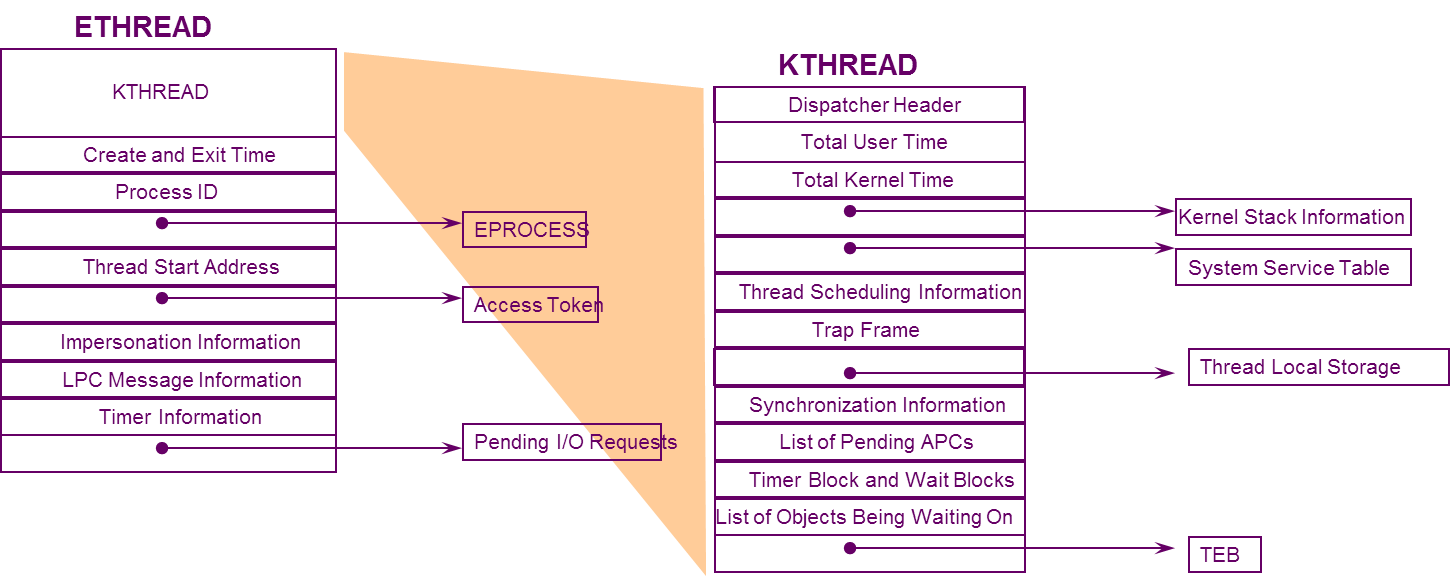 ETHREAD
KTHREAD
Create and Exit Time
Process ID
EPROCESS
Thread Start Address
Access Token
Impersonation Information
LPC Message Information
Timer Information
Pending I/O Requests
KTHREAD
Dispatcher Header
Total User Time
Total Kernel Time
Kernel Stack Information
System Service Table
Thread Scheduling Information
Trap Frame
Thread Local Storage
Synchronization Information
List of Pending APCs
Timer Block and Wait Blocks
List of Objects Being Waiting On
TEB